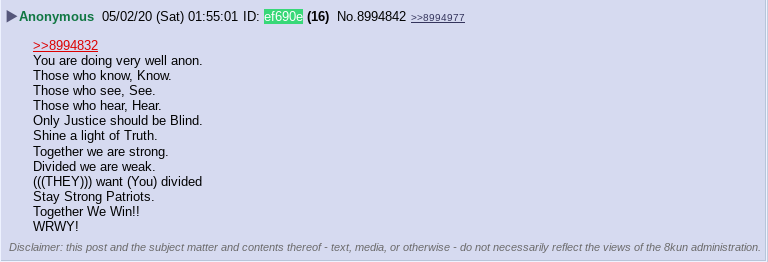 ▶Anonymous 05/02/20 (Sat) 01:55:01 ID: ef690e (16) No.8994842 >>8994977
>>8994832
You are doing very well anon.
Those who know, Know.
Those who see, See.
Those who hear, Hear.
Only Justice should be Blind.
Shine a light of Truth.
Together we are strong.
Divided we are weak.
(((THEY))) want (You) divided
Stay Strong Patriots.
Together We Win!!
WRWY!
Disclaimer: this post and the subject matter and contents thereof - text, media, or otherwise - do not necessarily reflect the views of the 8kun administration.